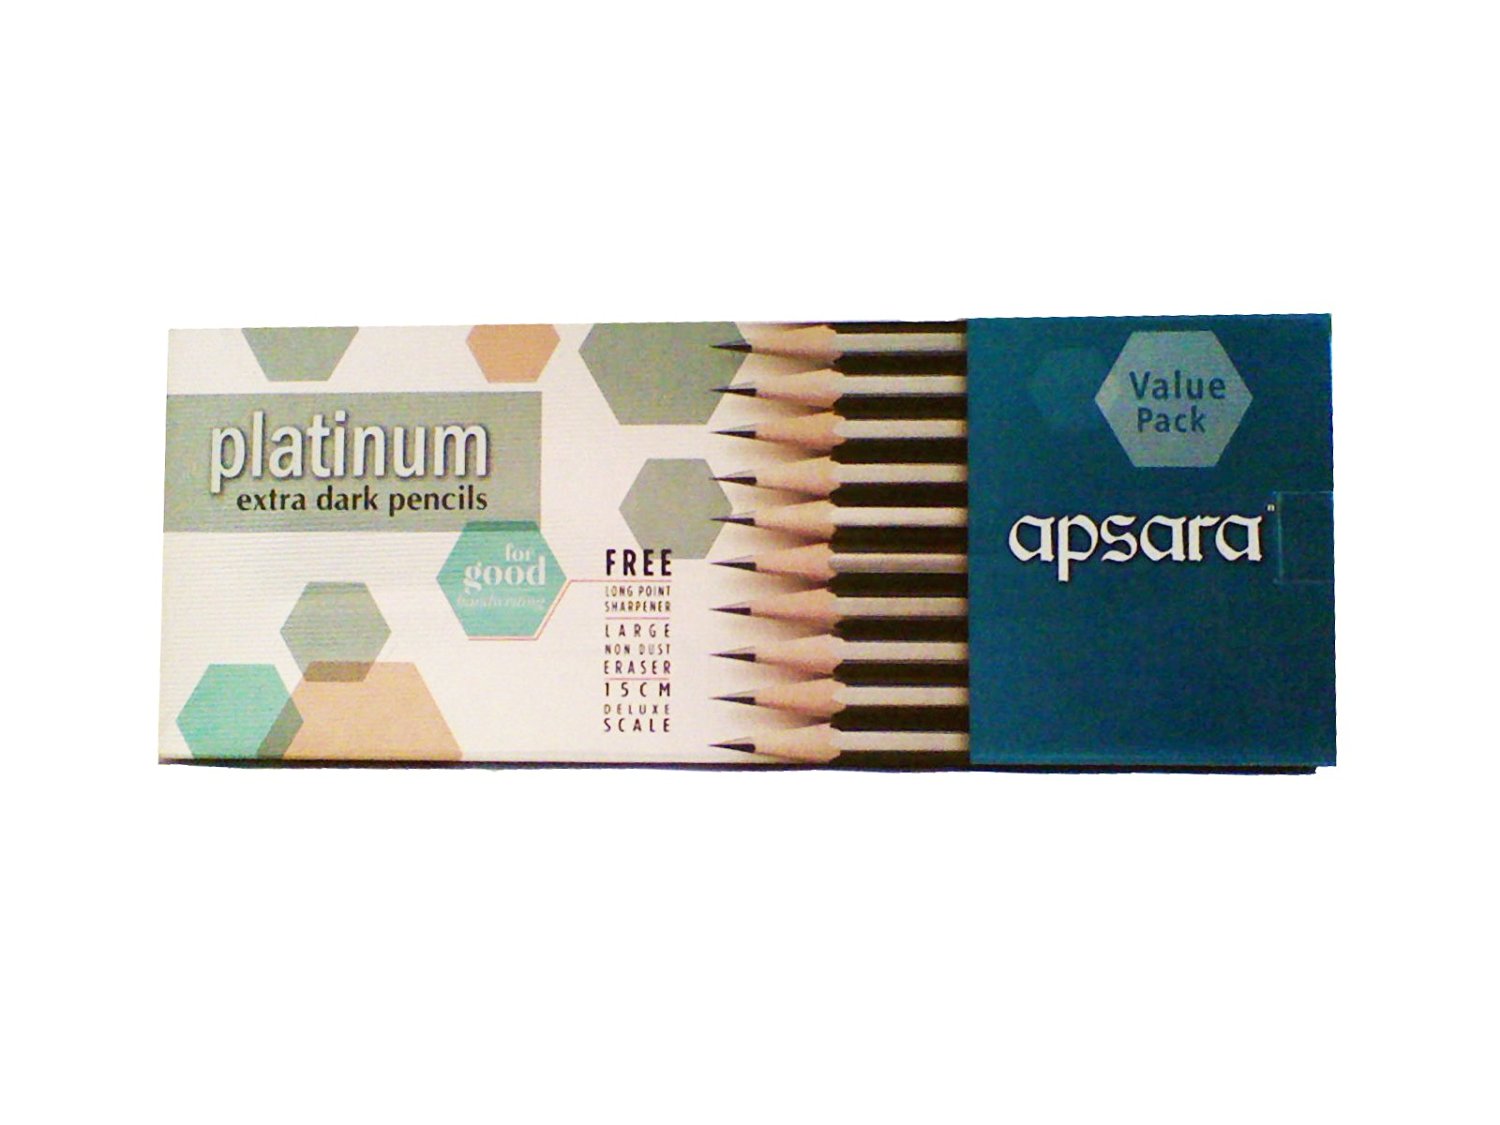 platinum
extra dark pencils
for
good
handwriting
FREE
LONG POINT
SHARPENER
LARGE
NON DUST
ERASER
15CM
DELUXE
SCALE
Value
Pack
apsara